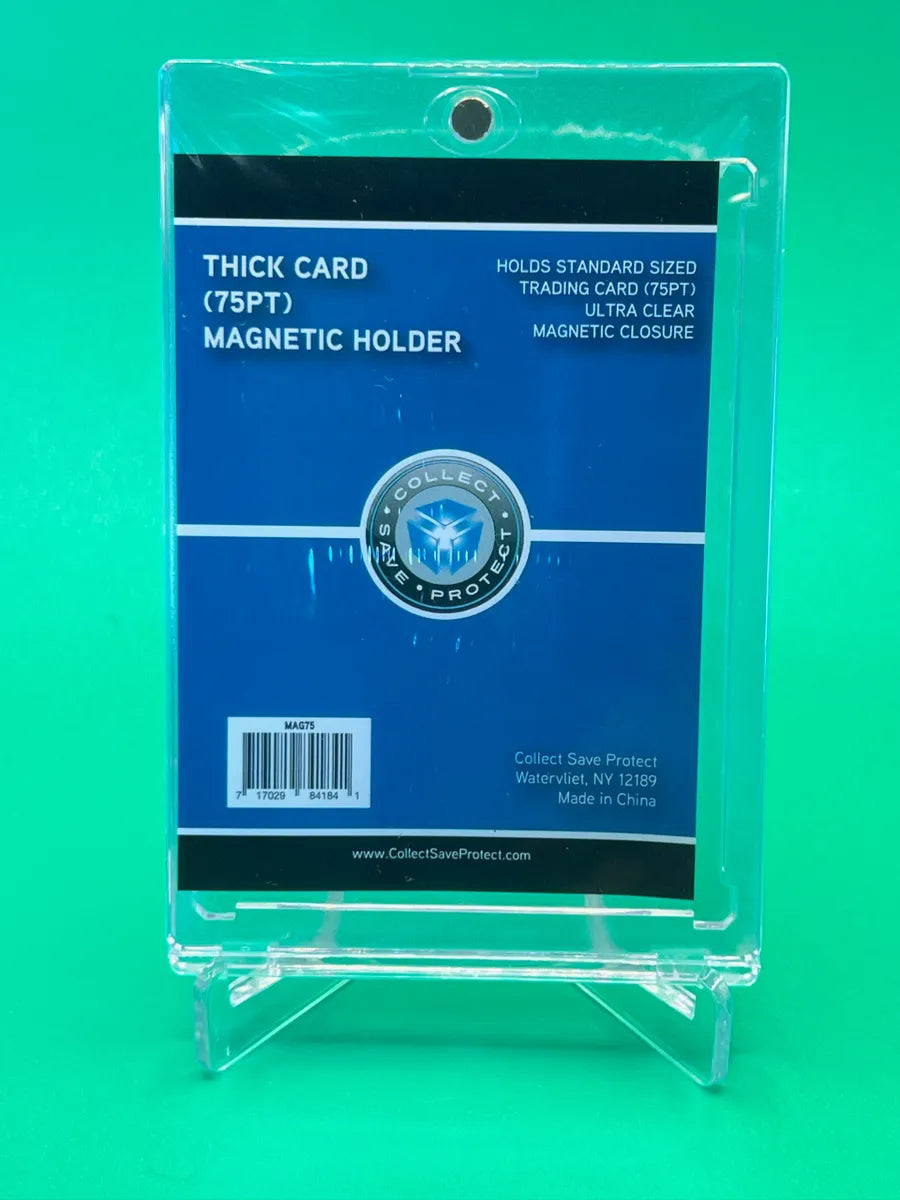 THICK CARD
(75PT)
MAGNETIC HOLDER
HOLDS STANDARD SIZED
TRADING CARD (75PT)
ULTRA CLEAR
MAGNETIC CLOSURE
COLLECT
SAVE • PROTECT
MAG75
7 17029 84184 1
Collect Save Protect
Watervliet, NY 12189
Made in China
www.CollectSaveProtect.com